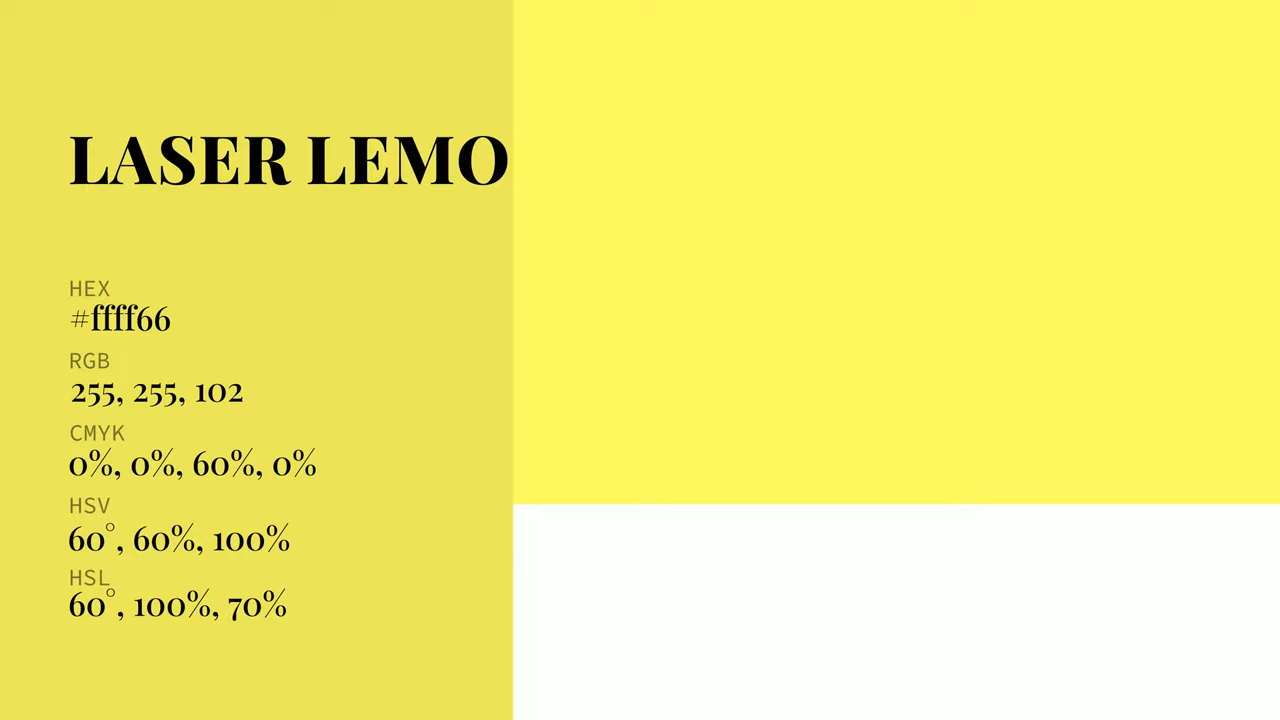 LASER LEMO
HEX
#ffff66
RGB
255, 255, 102
CMYK
0%, 0%, 60%, 0%
HSV
60°, 60%, 100%
HSL
60°, 100%, 70%